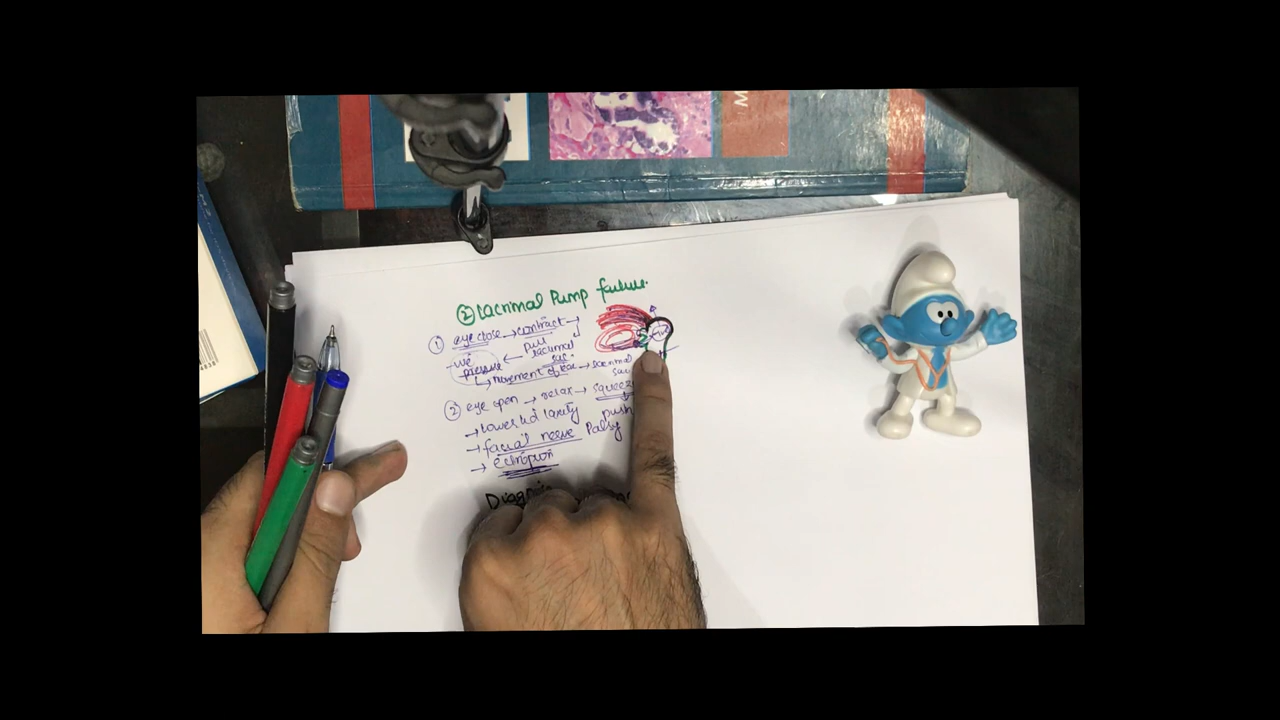 ② Lacrimal Pump failure.
① eye close → contract →
pull
lacrimal
sac.
-ve
pressure ←
↳ movement of tear → lacrimal
sac
② eye open → relax → squeez
push
→ lower lid laxity
→ facial nerve Palsy
→ ectropion
M